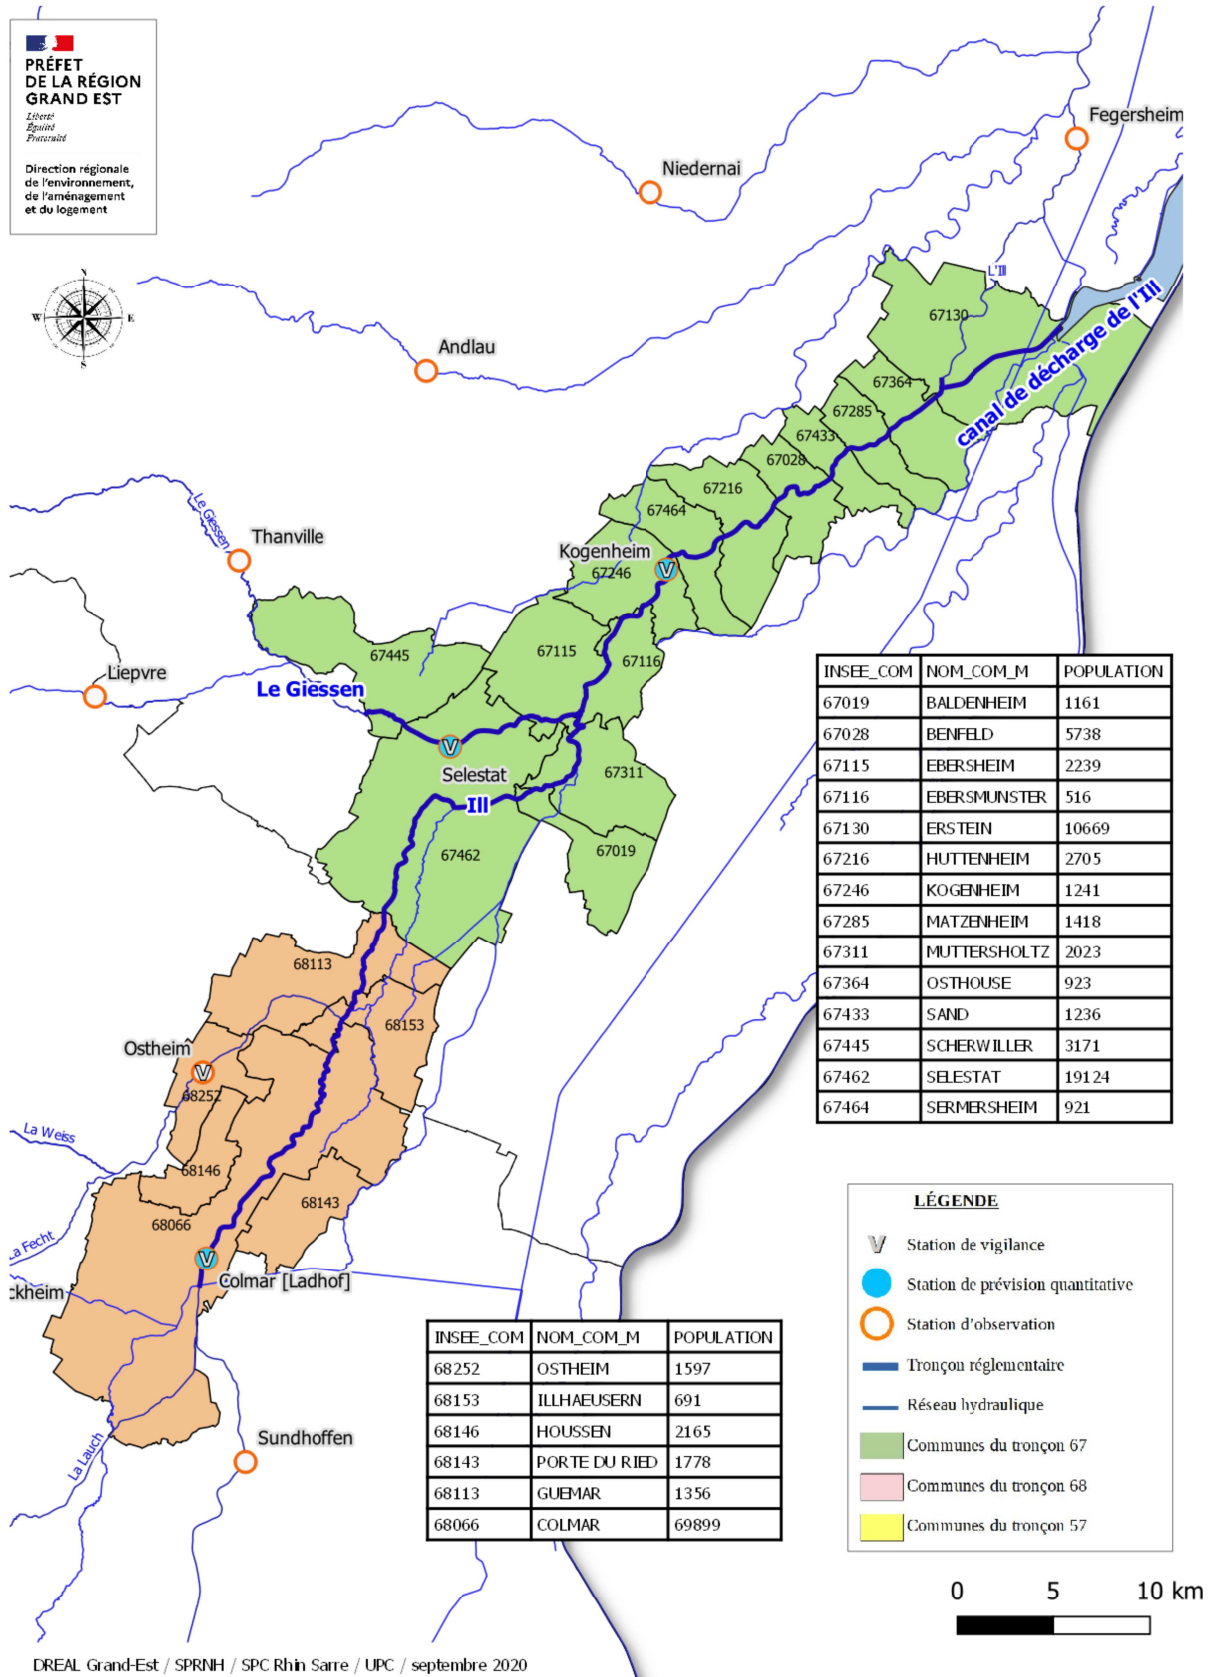 PRÉFET
DE LA RÉGION
GRAND EST
Liberté
Égalité
Fraternité
Direction régionale
de l'environnement,
de l'aménagement
et du logement
Fegersheim
Niedernai
N
W
E
S
L'Ill
67130
canal de décharge de l'Ill
Andlau
67364
67285
67433
67028
67216
67464
Le Giessen
Thanville
Kogenheim
V
67246
67445
67115
67116
Liepvre
Le Giessen
V
Selestat
67311
Ill
67462
67019
INSEE_COM NOM_COM_M POPULATION
67019 BALDENHEIM 1161
67028 BENFELD 5738
67115 EBERSHEIM 2239
67116 EBERSMUNSTER 516
67130 ERSTEIN 10669
67216 HUTTENHEIM 2705
67246 KOGENHEIM 1241
67285 MATZENHEIM 1418
67311 MUTTERSHOLTZ 2023
67364 OSTHOUSE 923
67433 SAND 1236
67445 SCHERWILLER 3171
67462 SELESTAT 19124
67464 SERMERSHEIM 921
68113
68153
Ostheim
V
68252
La Weiss
68146
68143
68066
La Fecht
V
Colmar [Ladhof]
ckheim
INSEE_COM NOM_COM_M POPULATION
68252 OSTHEIM 1597
68153 ILLHAEUSERN 691
68146 HOUSSEN 2165
68143 PORTE DU RIED 1778
68113 GUEMAR 1356
68066 COLMAR 69899
Sundhoffen
La Lauch
LÉGENDE
V Station de vigilance
Station de prévision quantitative
Station d'observation
Tronçon réglementaire
Réseau hydraulique
Communes du tronçon 67
Communes du tronçon 68
Communes du tronçon 57
0 5 10 km
DREAL Grand-Est / SPRNH / SPC Rhin Sarre / UPC / septembre 2020